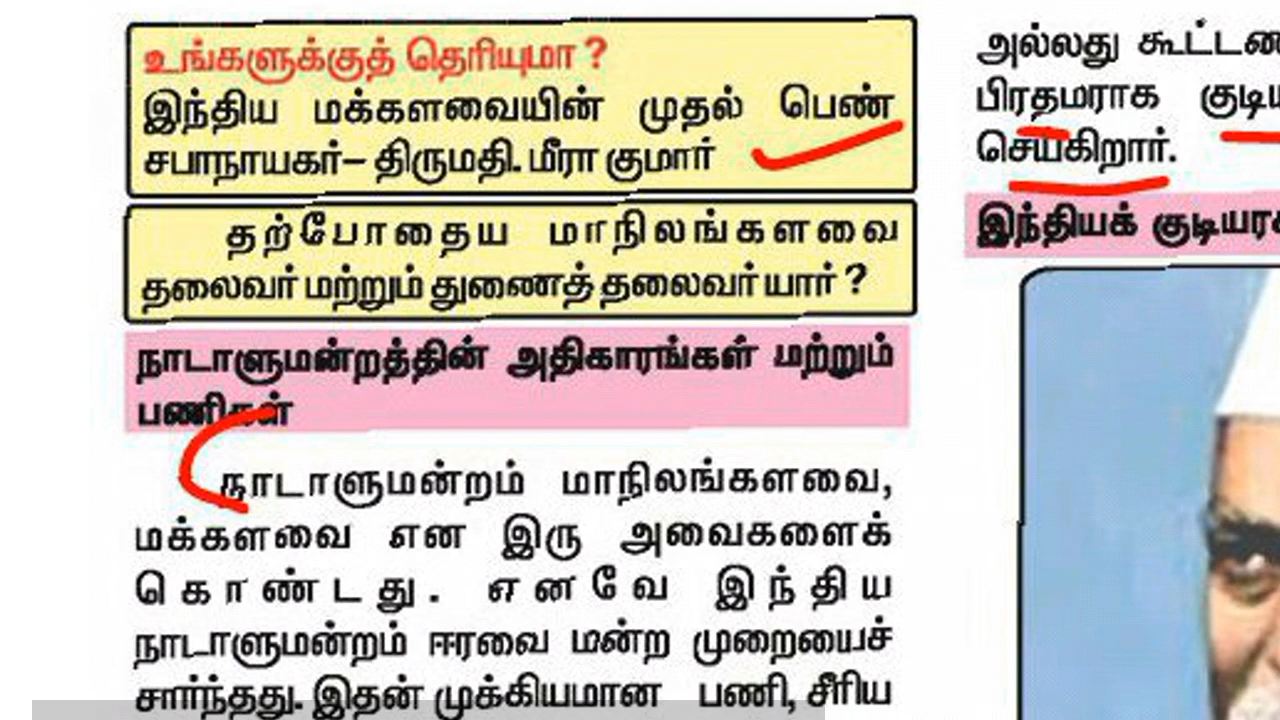 உங்களுக்குத் தெரியுமா ?
இந்திய மக்களவையின் முதல் பெண்
சபாநாயகர்– திருமதி. மீரா குமார்
தற்போதைய மாநிலங்களவை
தலைவர் மற்றும் துணைத் தலைவர் யார் ?
நாடாளுமன்றத்தின் அதிகாரங்கள் மற்றும்
பணிகள்
நாடாளுமன்றம் மாநிலங்களவை,
மக்களவை என இரு அவைகளைக்
கொண்டது. எனவே இந்திய
நாடாளுமன்றம் ஈரவை மன்ற முறையைச்
சார்ந்தது. இதன் முக்கியமான பணி, சீரிய
அல்லது
பிரதமராக
செய்கிறார்.
இந்தியக்